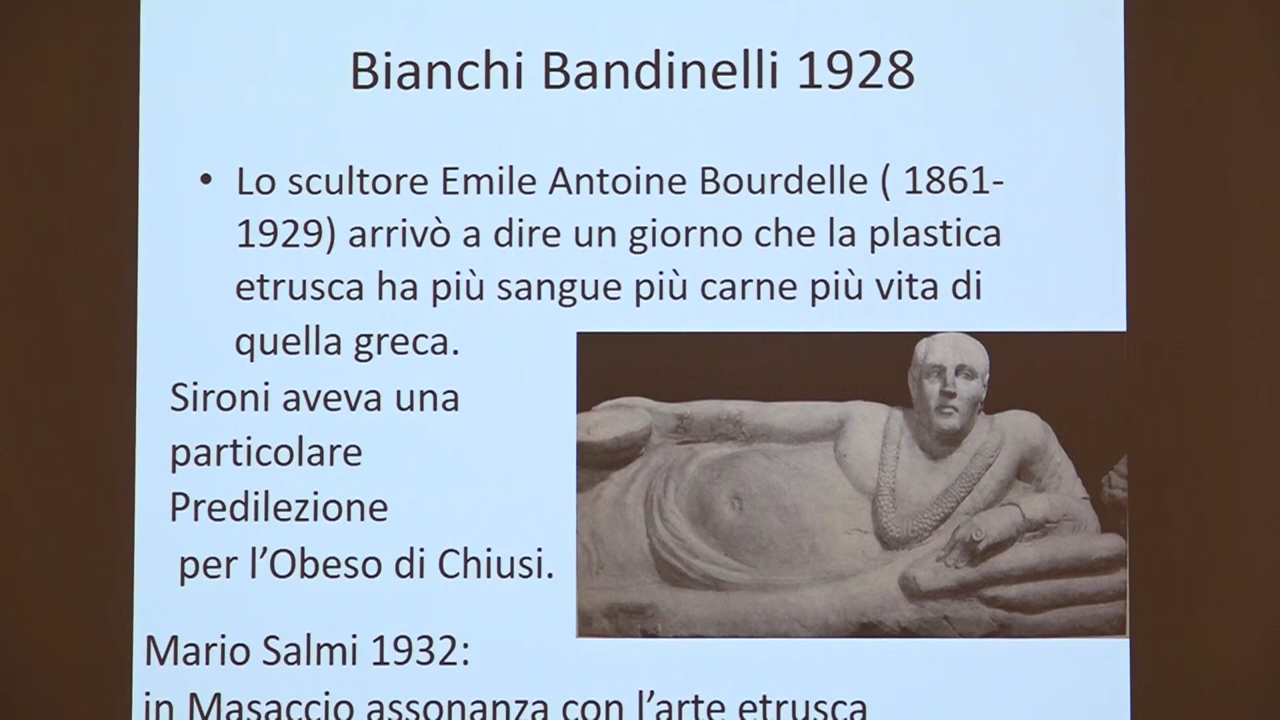 Bianchi Bandinelli 1928
• Lo scultore Emile Antoine Bourdelle ( 1861-
1929) arrivò a dire un giorno che la plastica
etrusca ha più sangue più carne più vita di
quella greca.
Sironi aveva una
particolare
Predilezione
per l’Obeso di Chiusi.
Mario Salmi 1932:
in Masaccio assonanza con l’arte etrusca